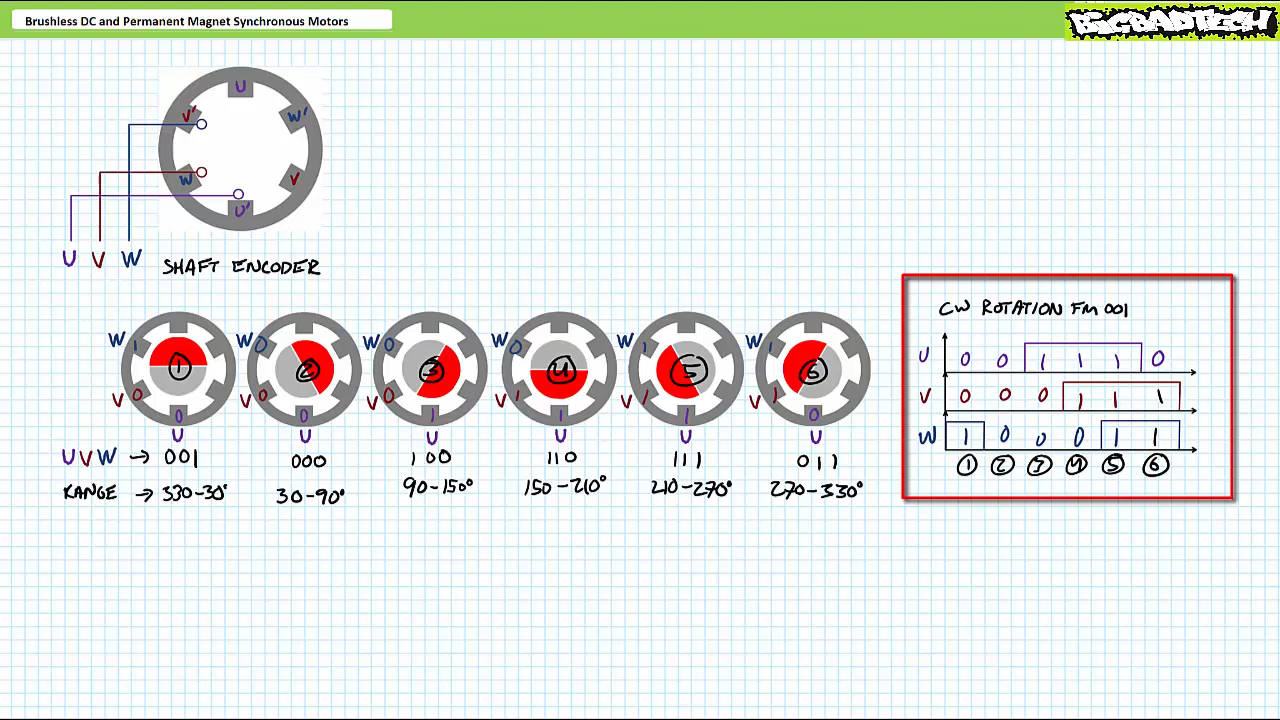 Brushless DC and Permanent Magnet Synchronous Motors
BIGBADTECH
U
V' W'
W V
U'
U V W
SHAFT ENCODER
CW ROTATION FM 001
U 0 0 1 1 1 0
V 0 0 0 1 1 1
W 1 0 0 0 1 1
1 2 3 4 5 6
W 1 W 0 W 0 W 0 W 1 W 1
1 2 3 4 5 6
V 0 V 0 V 0 V 1 V 1 V 1
0 0 1 1 1 0
U U U U U U
U V W → 001 000 100 110 111 011
RANGE → 330-30° 30-90° 90-150° 150-210° 210-270° 270-330°